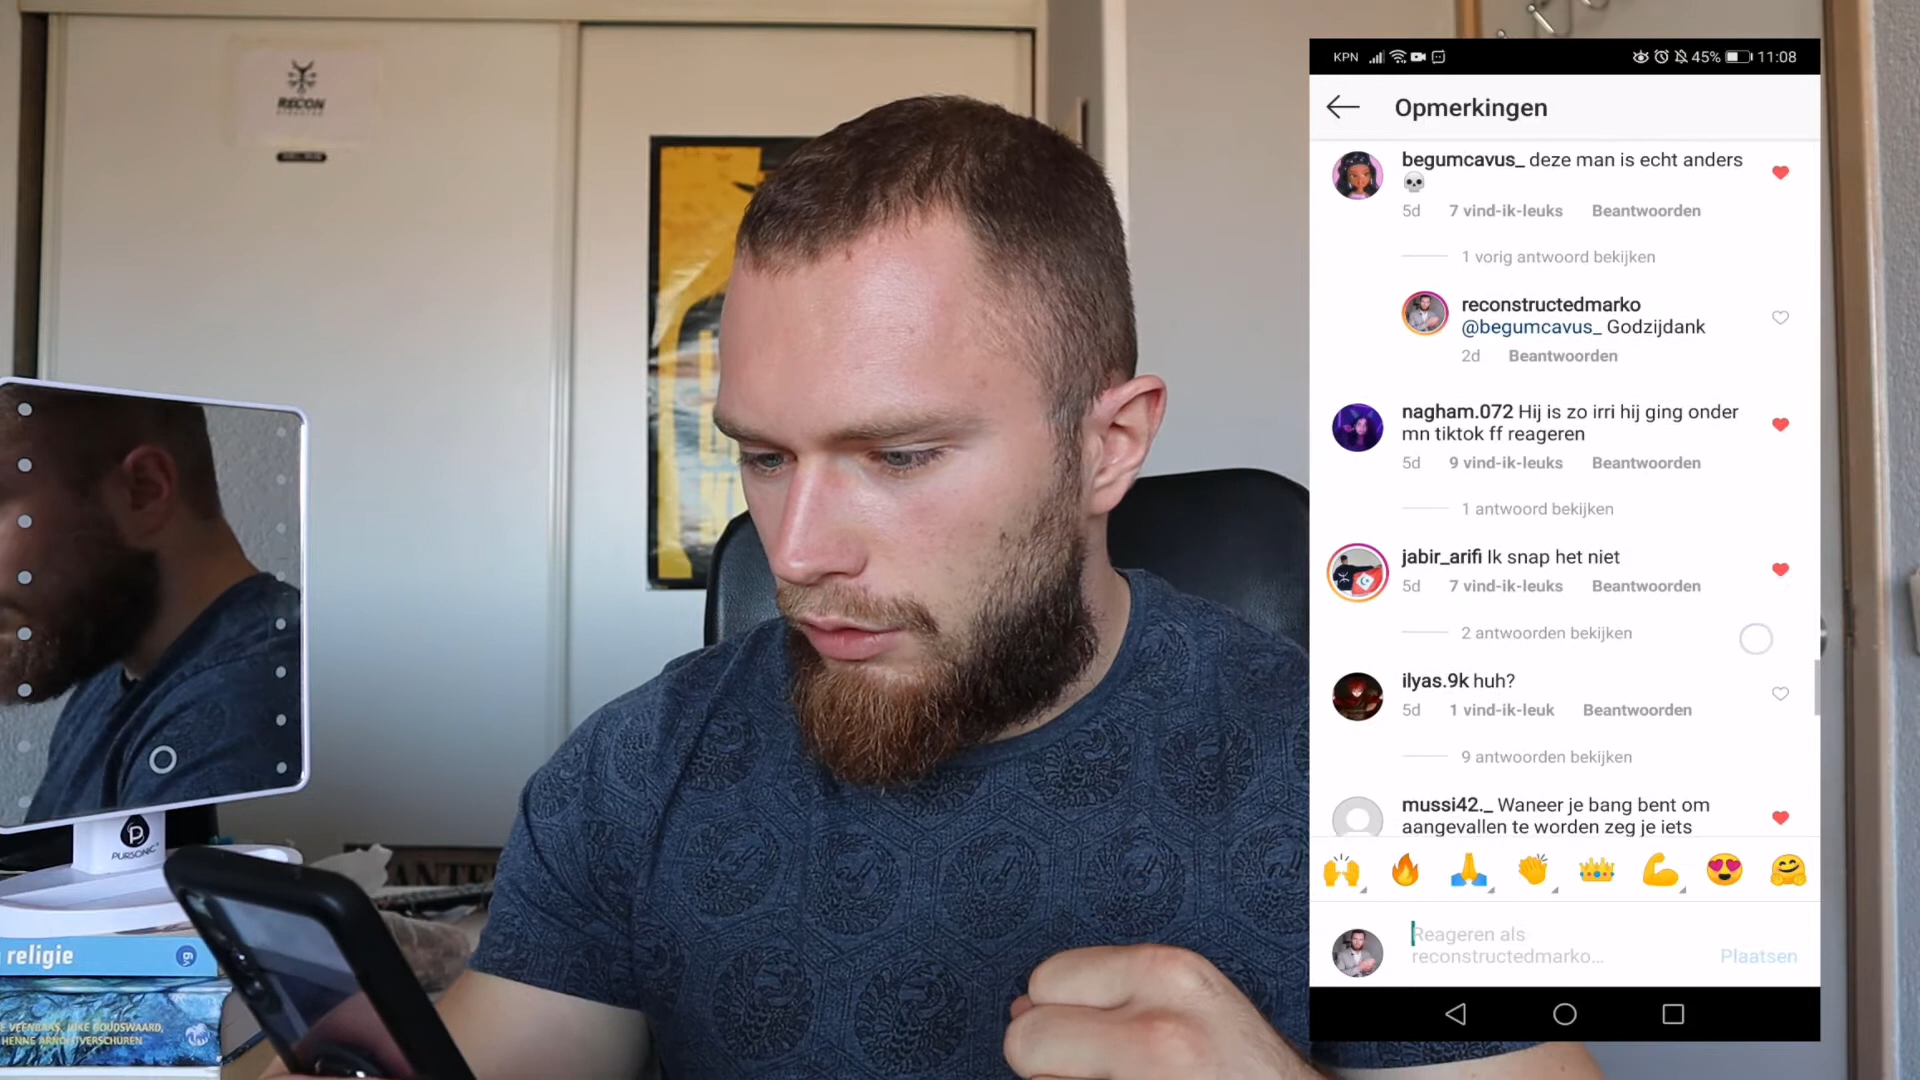 RECON
KPN
45%
11:08
Opmerkingen
begumcavus_ deze man is echt anders
💀
5d 7 vind-ik-leuks Beantwoorden
1 vorig antwoord bekijken
reconstructedmarko
@begumcavus_ Godzijdank
2d Beantwoorden
nagham.072 Hij is zo irri hij ging onder
mn tiktok ff reageren
5d 9 vind-ik-leuks Beantwoorden
1 antwoord bekijken
jabir_arifi Ik snap het niet
5d 7 vind-ik-leuks Beantwoorden
2 antwoorden bekijken
ilyas.9k huh?
5d 1 vind-ik-leuk Beantwoorden
9 antwoorden bekijken
mussi42._ Waneer je bang bent om
aangevallen te worden zeg je iets
🙌 🔥 🙏 👏 👑 💪 😍 🤗
Reageren als
reconstructedmarko...
Plaatsen
PURSONIC
religie